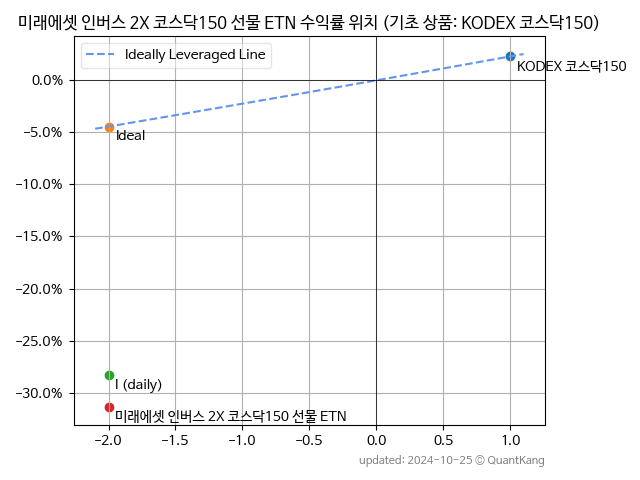 미래에셋 인버스 2X 코스닥150 선물 ETN 수익률 위치 (기초 상품: KODEX 코스닥150)
Ideally Leveraged Line
KODEX 코스닥150
0.0%
Ideal
−5.0%
−10.0%
−15.0%
−20.0%
−25.0%
I (daily)
−30.0%
미래에셋 인버스 2X 코스닥150 선물 ETN
−2.0 −1.5 −1.0 −0.5 0.0 0.5 1.0
updated: 2024-10-25 © QuantKang